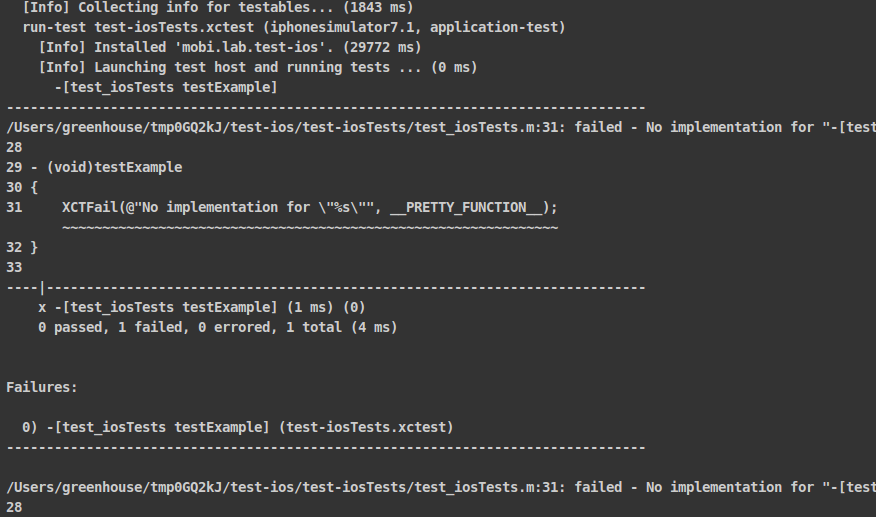 [Info] Collecting info for testables... (1843 ms)
run-test test-iosTests.xctest (iphonesimulator7.1, application-test)
[Info] Installed 'mobi.lab.test-ios'. (29772 ms)
[Info] Launching test host and running tests ... (0 ms)
-[test_iosTests testExample]
--------------------------------------------------------------------------------
/Users/greenhouse/tmp0GQ2kJ/test-ios/test-iosTests/test_iosTests.m:31: failed - No implementation for "-[test
28
29 - (void)testExample
30 {
31     XCTFail(@"No implementation for \"%s\"", __PRETTY_FUNCTION__);
~~~~~~~~~~~~~~~~~~~~~~~~~~~~~~~~~~~~~~~~~~~~~~~~~~~~~~~~~~~~~~
32 }
33
----|---------------------------------------------------------------------------
x -[test_iosTests testExample] (1 ms) (0)
0 passed, 1 failed, 0 errored, 1 total (4 ms)
Failures:
0) -[test_iosTests testExample] (test-iosTests.xctest)
--------------------------------------------------------------------------------
/Users/greenhouse/tmp0GQ2kJ/test-ios/test-iosTests/test_iosTests.m:31: failed - No implementation for "-[test
28